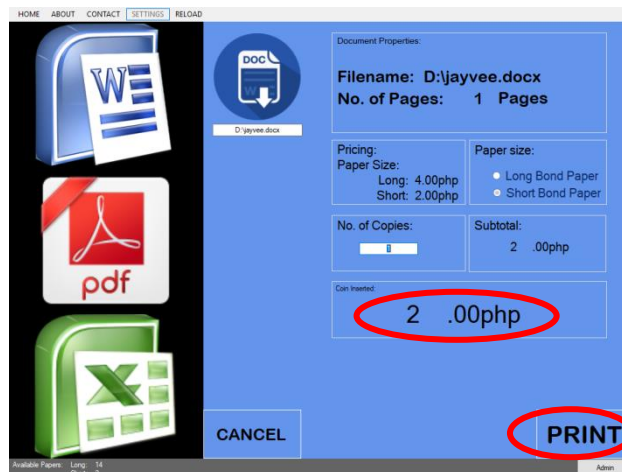 HOME ABOUT CONTACT SETTINGS RELOAD
W
pdf
X
DOC
W
D:\jayvee.docx
Document Properties:
Filename: D:\jayvee.docx
No. of Pages: 1 Pages
Pricing:
Paper Size:
Long: 4.00php
Short: 2.00php
Paper size:
Long Bond Paper
Short Bond Paper
No. of Copies:
1
Subtotal:
2 .00php
Coin Inserted:
2 .00php
CANCEL
PRINT
Available Papers: Long: 14
Admin